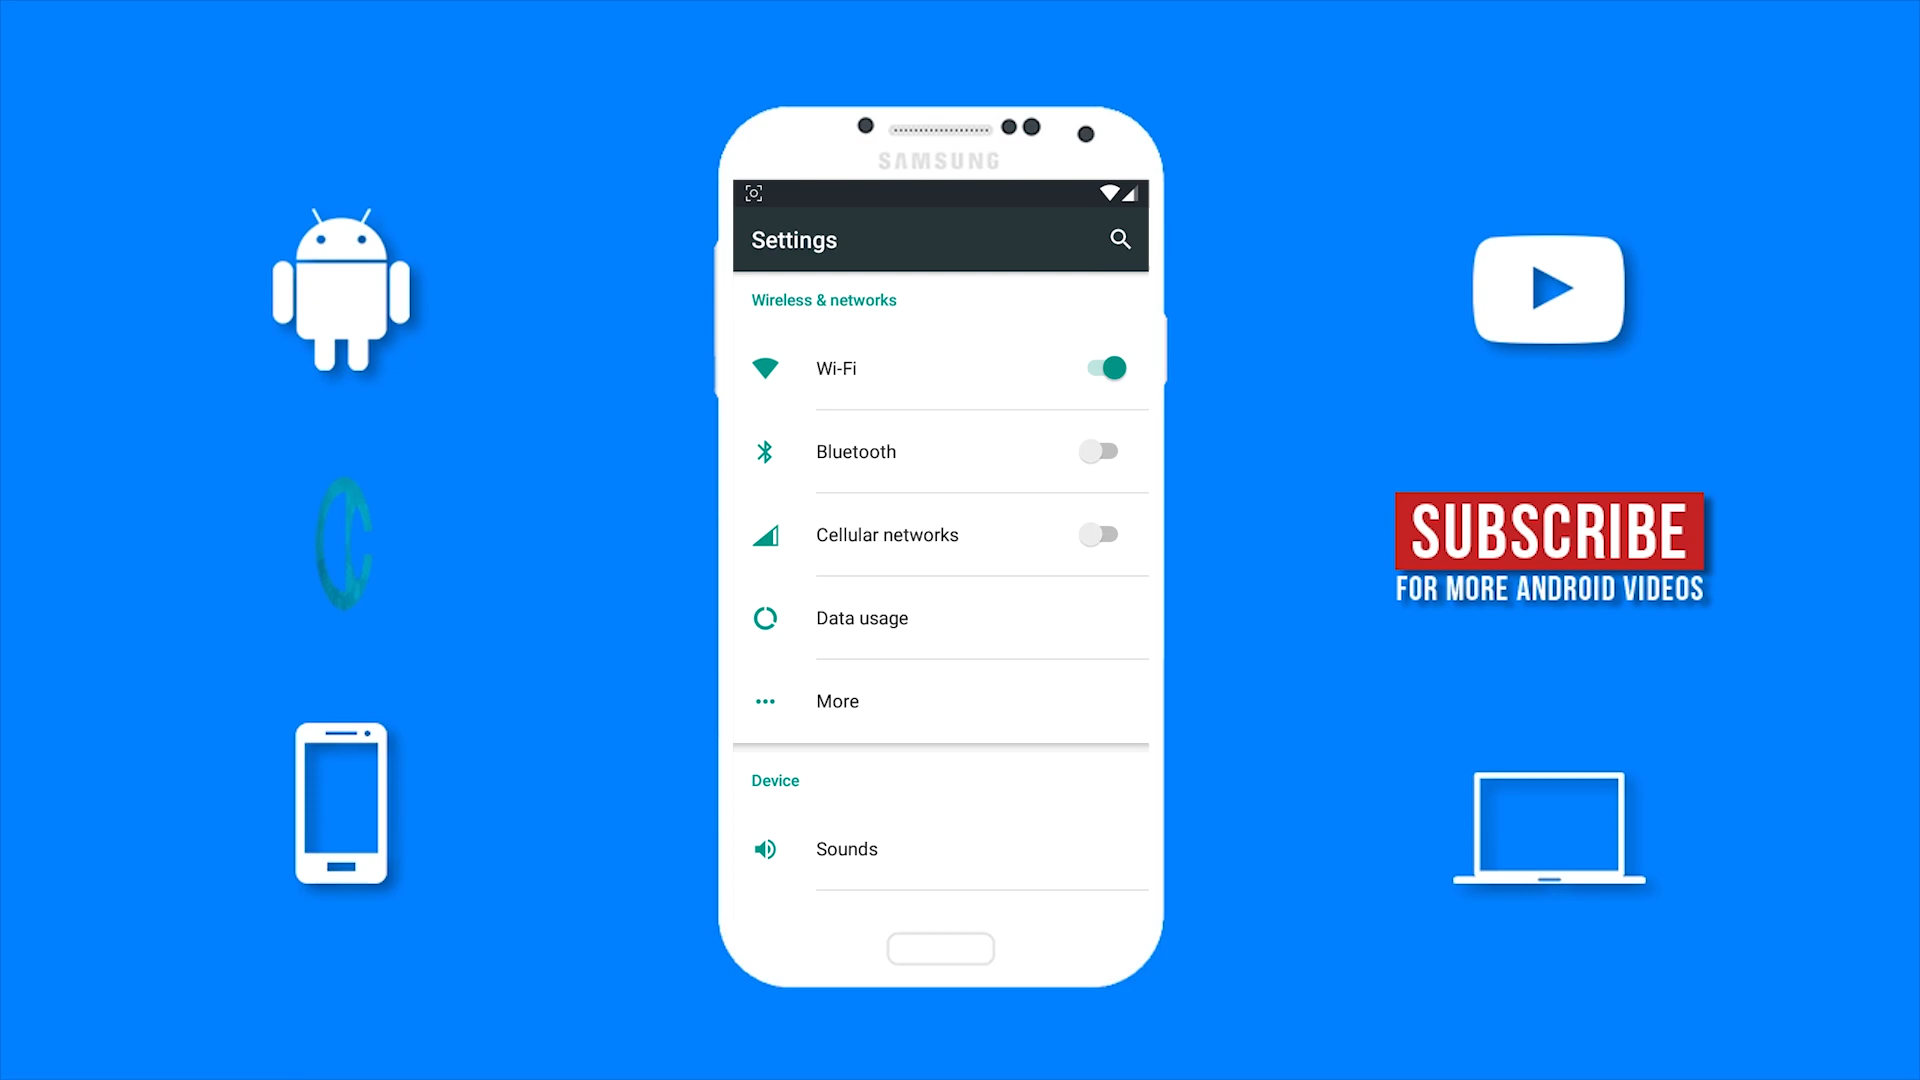 SAMSUNG
Settings
Wireless & networks
Wi-Fi
Bluetooth
Cellular networks
Data usage
More
Device
Sounds
SUBSCRIBE
FOR MORE ANDROID VIDEOS